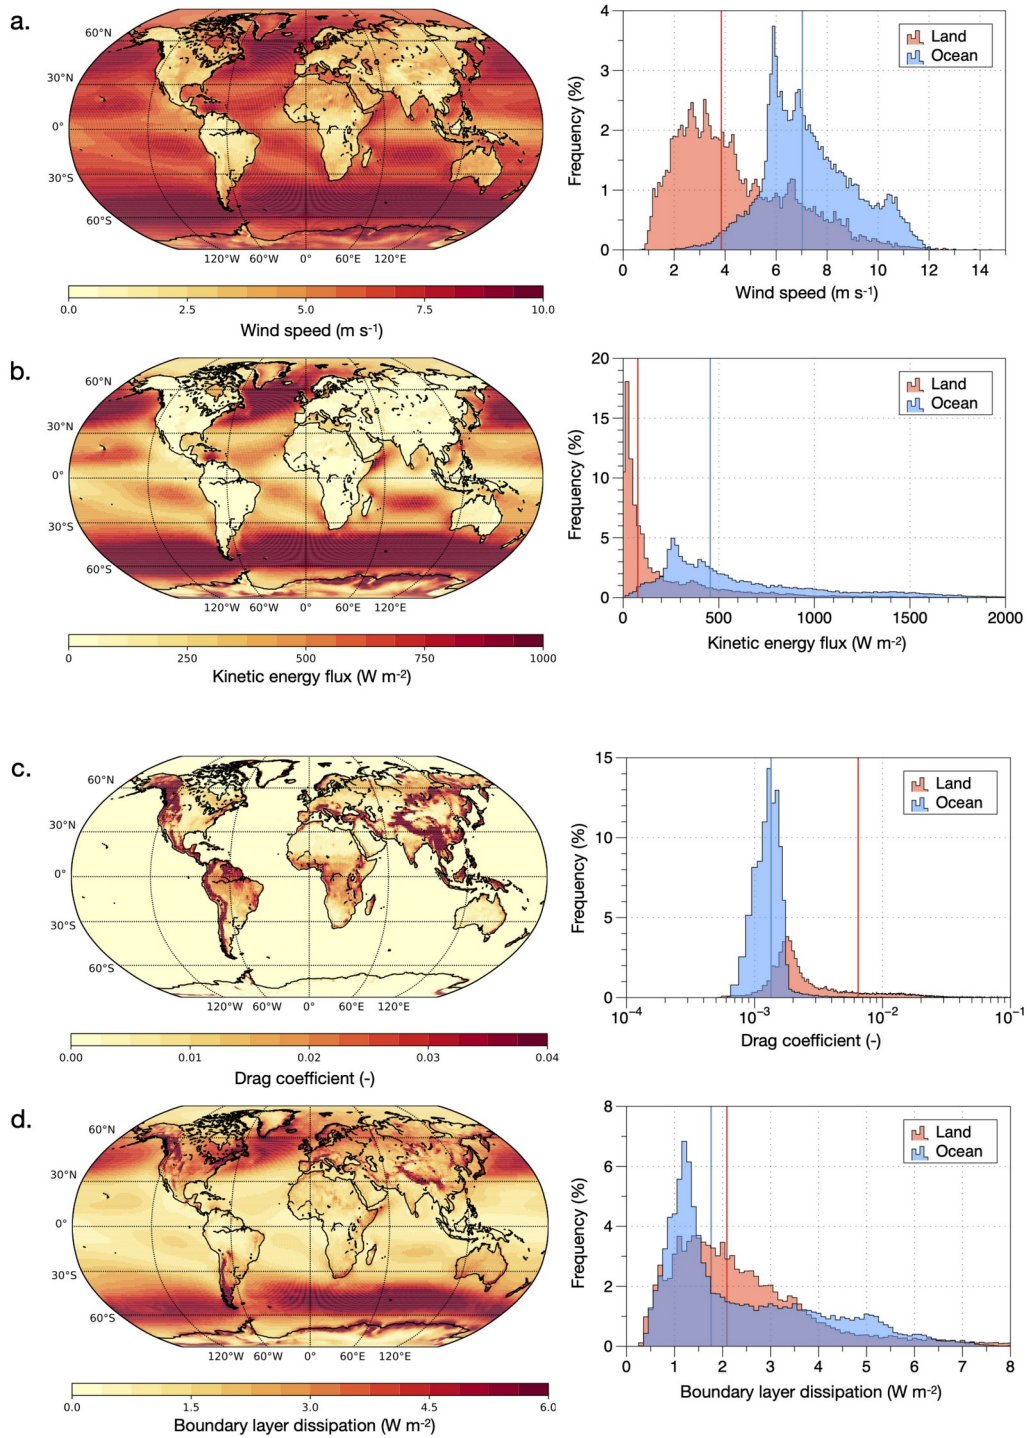 a.
60°N
30°N
0°
30°S
60°S
120°W 60°W 0° 60°E 120°E
0.0 2.5 5.0 7.5 10.0
Wind speed (m s-1)
4
3
2
1
0
Frequency (%)
Land
Ocean
0 2 4 6 8 10 12 14
Wind speed (m s-1)
b.
60°N
30°N
0°
30°S
60°S
120°W 60°W 0° 60°E 120°E
0 250 500 750 1000
Kinetic energy flux (W m-2)
20
15
10
5
0
Frequency (%)
Land
Ocean
0 500 1000 1500 2000
Kinetic energy flux (W m-2)
c.
60°N
30°N
0°
30°S
60°S
120°W 60°W 0° 60°E 120°E
0.00 0.01 0.02 0.03 0.04
Drag coefficient (-)
15
10
5
0
Frequency (%)
Land
Ocean
10−4 10−3 10−2 10−1
Drag coefficient (-)
d.
60°N
30°N
0°
30°S
60°S
120°W 60°W 0° 60°E 120°E
0.0 1.5 3.0 4.5 6.0
Boundary layer dissipation (W m-2)
8
6
4
2
0
Frequency (%)
Land
Ocean
0 1 2 3 4 5 6 7 8
Boundary layer dissipation (W m-2)